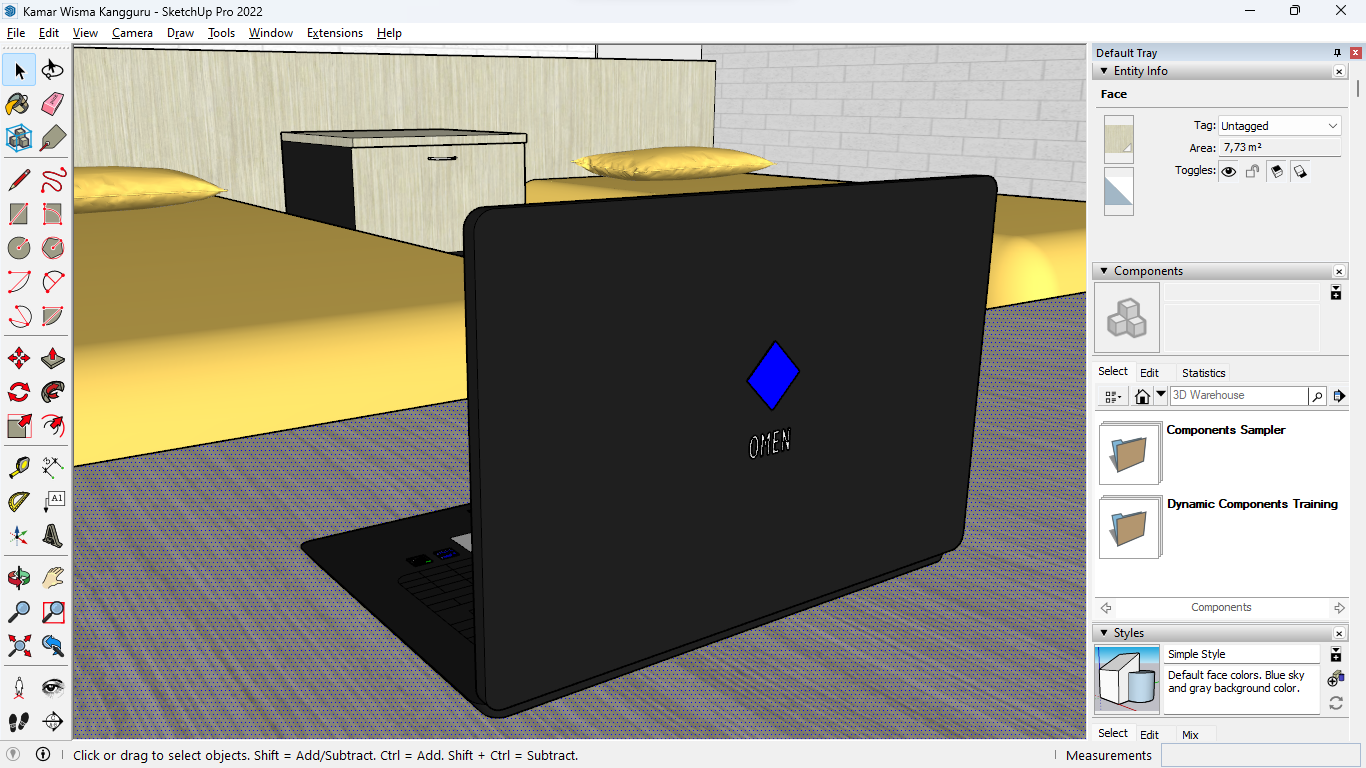 Kamar Wisma Kangguru - SketchUp Pro 2022
File Edit View Camera Draw Tools Window Extensions Help
Default Tray
Entity Info
Face
Tag: Untagged
Area: 7,73 m²
Toggles:
Components
Select Edit Statistics
3D Warehouse
Components Sampler
Dynamic Components Training
Components
Styles
Simple Style
Default face colors. Blue sky
and gray background color.
Select Edit Mix
OMEN
A1
Click or drag to select objects. Shift = Add/Subtract. Ctrl = Add. Shift + Ctrl = Subtract.
Measurements